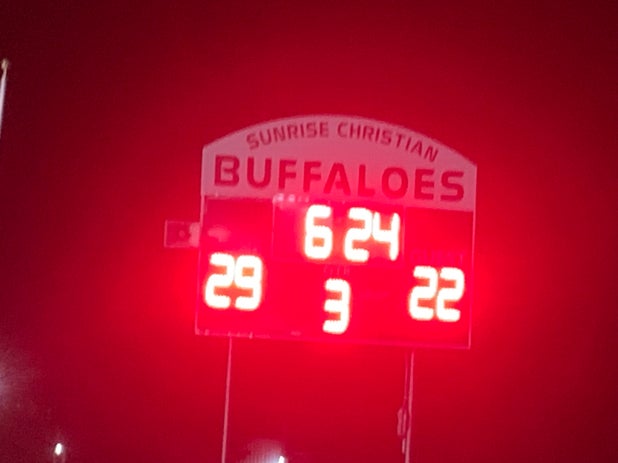 SUNRISE CHRISTIAN
BUFFALOES
6 24
29 3 22